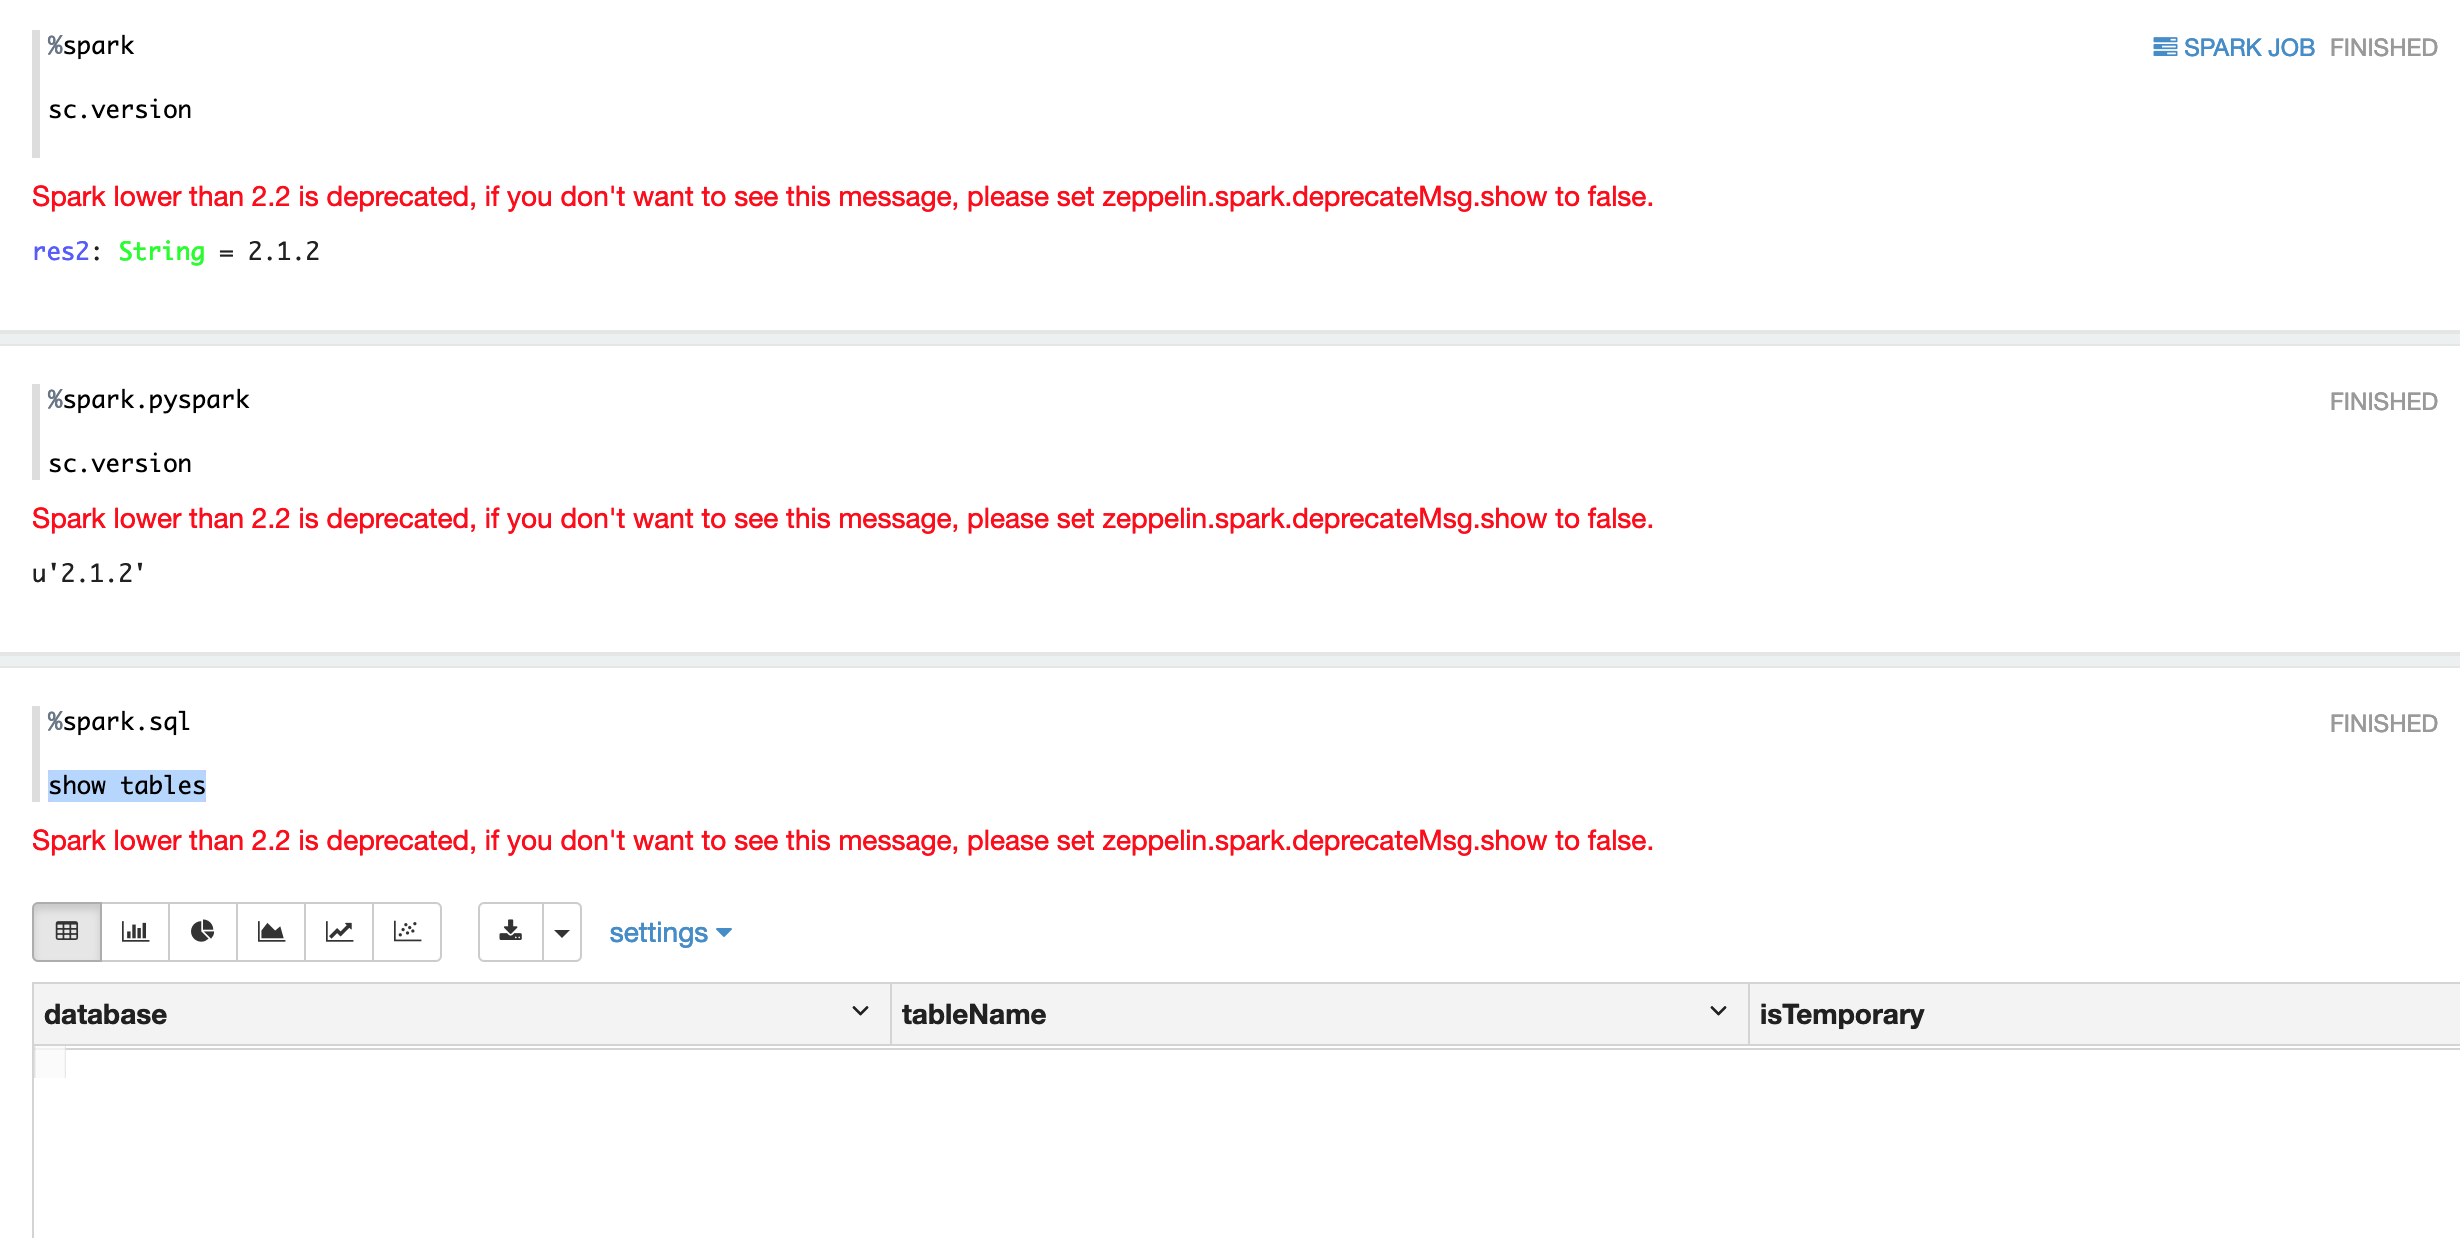 %spark
SPARK JOB FINISHED
sc.version
Spark lower than 2.2 is deprecated, if you don't want to see this message, please set zeppelin.spark.deprecateMsg.show to false.
res2: String = 2.1.2
%spark.pyspark
FINISHED
sc.version
Spark lower than 2.2 is deprecated, if you don't want to see this message, please set zeppelin.spark.deprecateMsg.show to false.
u'2.1.2'
%spark.sql
FINISHED
show tables
Spark lower than 2.2 is deprecated, if you don't want to see this message, please set zeppelin.spark.deprecateMsg.show to false.
settings
database tableName isTemporary